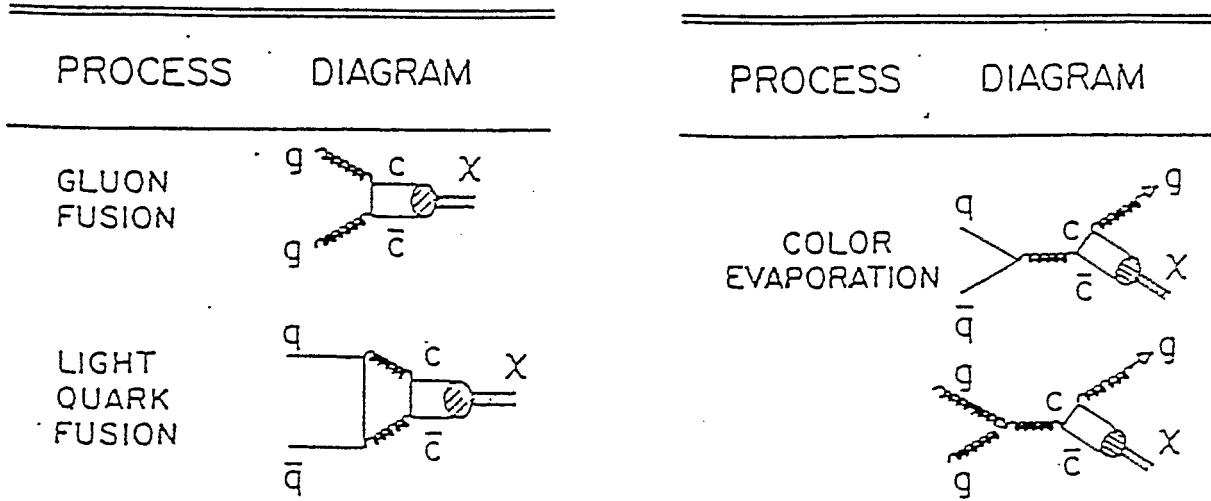 PROCESS DIAGRAM
GLUON
FUSION
g
g
c
c̄
χ
LIGHT
QUARK
FUSION
q
q̄
c
c̄
χ
PROCESS DIAGRAM
COLOR
EVAPORATION
q
q̄
c
c̄
g
χ
g
g
c
c̄
g
χ